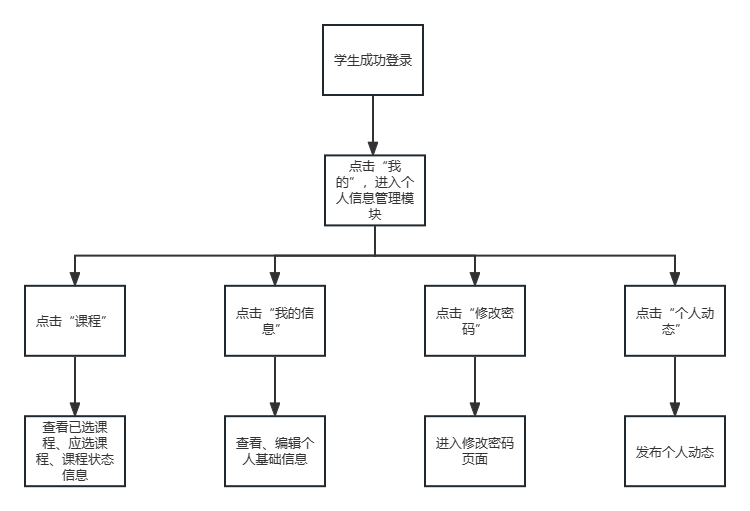 学生成功登录
点击“我
的”，进入个
人信息管理模
块
点击“课程”
点击“我的信
息”
点击“修改密
码”
点击“个人动
态”
查看已选课
程、应选课
程、课程状态
信息
查看、编辑个
人基础信息
进入修改密码
页面
发布个人动态